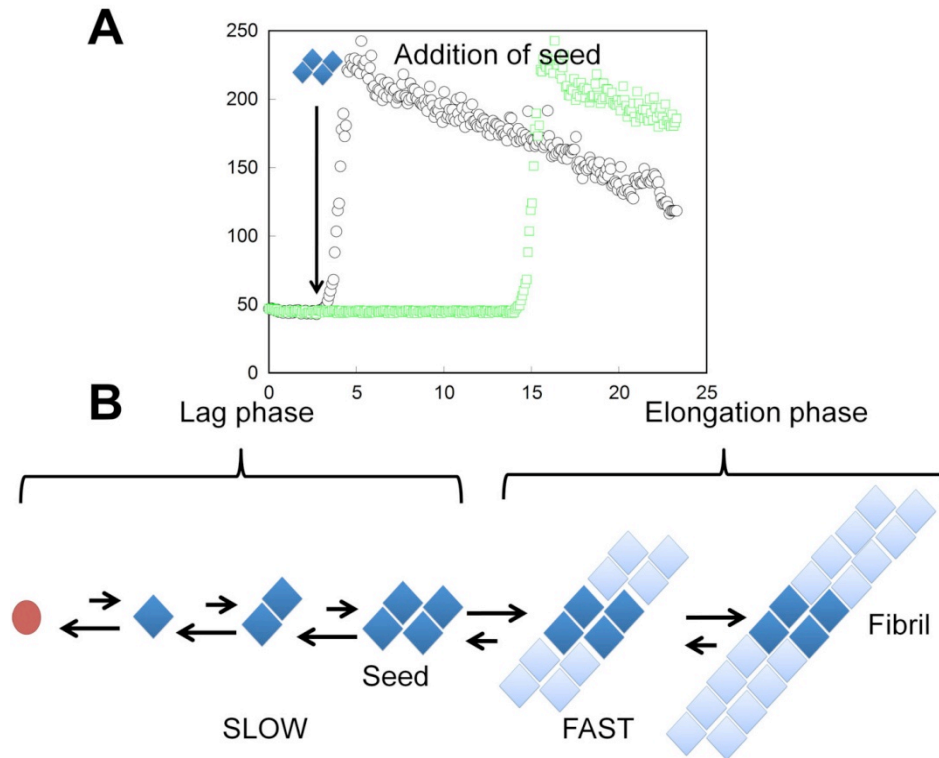 A
Addition of seed
250
200
150
100
50
0
0 5 10 15 20 25
B
Lag phase Elongation phase
Seed
Fibril
SLOW FAST